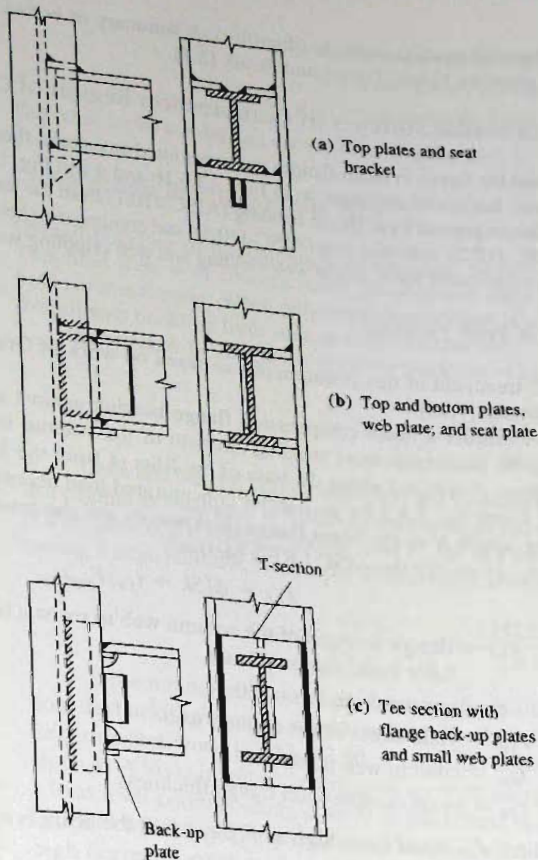 (a) Top plates and seat
bracket
(b) Top and bottom plates,
web plate; and seat plate
T-section
(c) Tee section with
flange back-up plates
and small web plates
Back-up
plate